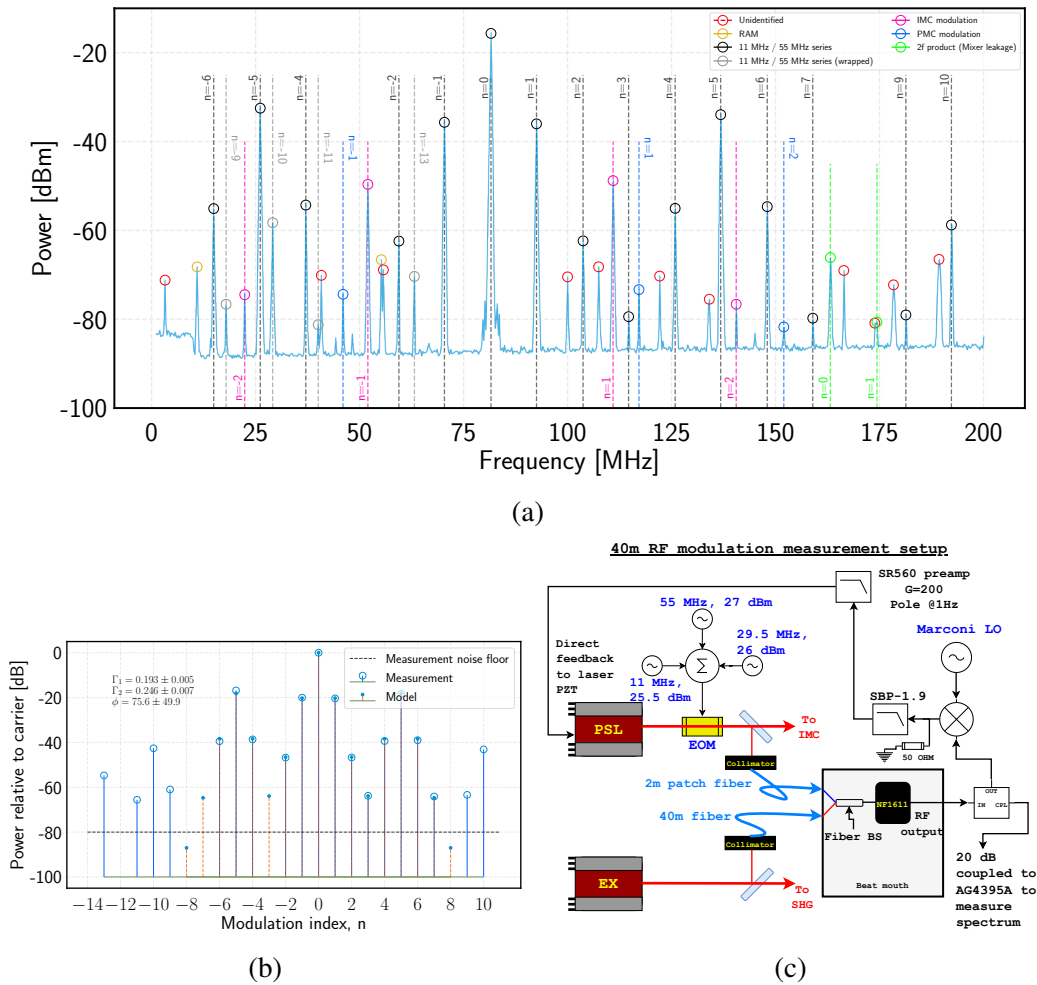 Unidentified
RAM
11 MHz / 55 MHz series
11 MHz / 55 MHz series (wrapped)
IMC modulation
PMC modulation
2f product (Mixer leakage)
Power [dBm]
-20
-40
-60
-80
-100
n=-6
n=-5
n=-4
n=-2
n=-1
n=0
n=1
n=2
n=3
n=4
n=5
n=6
n=7
n=9
n=10
n=-9
n=-10
n=-11
n=-1
n=-13
n=1
n=2
n=-2
n=-1
n=1
n=2
n=0
n=1
0
25
50
75
100
125
150
175
200
Frequency [MHz]
(a)
Power relative to carrier [dB]
0
-20
-40
-60
-80
-100
Γ₁ = 0.193 ± 0.005
Γ₂ = 0.246 ± 0.007
ϕ = 75.6 ± 49.9
Measurement noise floor
Measurement
Model
−14 −12 −10 −8 −6 −4 −2 0 2 4 6 8 10
Modulation index, n
(b)
40m RF modulation measurement setup
SR560 preamp
G=200
Pole @1Hz
55 MHz, 27 dBm
Marconi LO
Direct
feedback
to laser
PZT
29.5 MHz,
26 dBm
Σ
11 MHz,
25.5 dBm
SBP-1.9
PSL
EOM
To
IMC
50 OHM
Collimator
2m patch fiber
40m fiber
NF1611
RF
output
OUT
IN CPL
Fiber BS
Collimator
EX
To
SHG
Beat mouth
20 dB
coupled to
AG4395A to
measure
spectrum
(c)